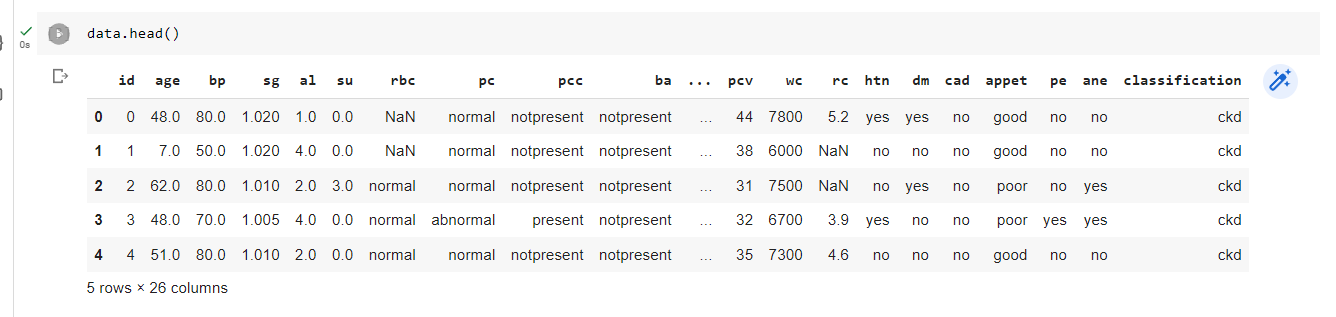 data.head()
0s
id age bp sg al su rbc pc pcc ba ... pcv wc rc htn dm cad appet pe ane classification
0 0 48.0 80.0 1.020 1.0 0.0 NaN normal notpresent notpresent ... 44 7800 5.2 yes yes no good no no ckd
1 1 7.0 50.0 1.020 4.0 0.0 NaN normal notpresent notpresent ... 38 6000 NaN no no no good no no ckd
2 2 62.0 80.0 1.010 2.0 3.0 normal normal notpresent notpresent ... 31 7500 NaN no yes no poor no yes ckd
3 3 48.0 70.0 1.005 4.0 0.0 normal abnormal present notpresent ... 32 6700 3.9 yes no no poor yes yes ckd
4 4 51.0 80.0 1.010 2.0 0.0 normal normal notpresent notpresent ... 35 7300 4.6 no no no good no no ckd
5 rows × 26 columns